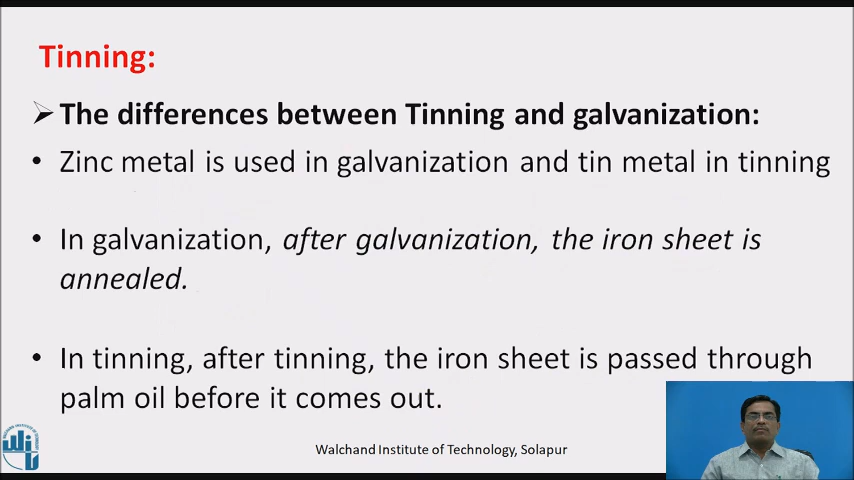 Tinning:
➢ The differences between Tinning and galvanization:
• Zinc metal is used in galvanization and tin metal in tinning
• In galvanization, after galvanization, the iron sheet is
annealed.
• In tinning, after tinning, the iron sheet is passed through
palm oil before it comes out.
Walchand Institute of Technology, Solapur